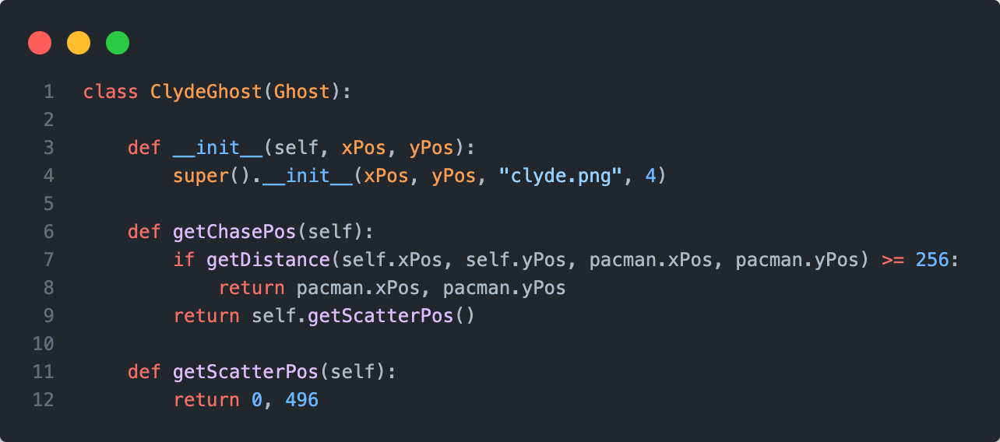 1 class ClydeGhost(Ghost):
2
3     def __init__(self, xPos, yPos):
4         super().__init__(xPos, yPos, "clyde.png", 4)
5
6     def getChasePos(self):
7         if getDistance(self.xPos, self.yPos, pacman.xPos, pacman.yPos) >= 256:
8             return pacman.xPos, pacman.yPos
9         return self.getScatterPos()
10
11     def getScatterPos(self):
12         return 0, 496